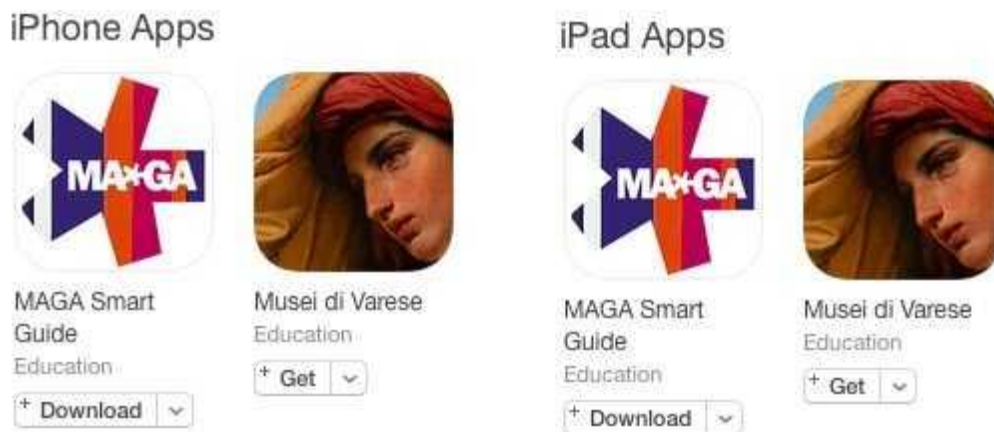 iPhone Apps
MA*GA
MAGA Smart
Guide
Education
+ Download
Musei di Varese
Education
+ Get
iPad Apps
MA*GA
MAGA Smart
Guide
Education
+ Download
Musei di Varese
Education
+ Get